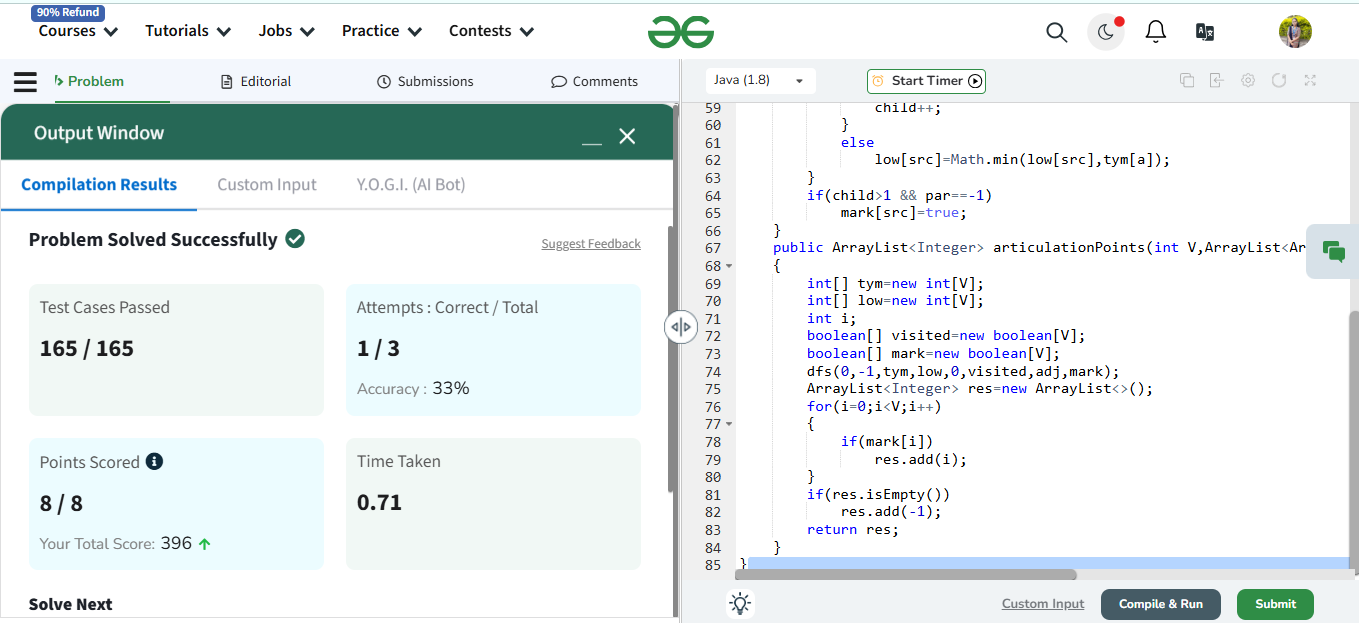 90% Refund
Courses Tutorials Jobs Practice Contests
Problem Editorial Submissions Comments
Java (1.8) Start Timer
Output Window
Compilation Results Custom Input Y.O.G.I. (AI Bot)
Problem Solved Successfully
Suggest Feedback
Test Cases Passed
165 / 165
Attempts : Correct / Total
1 / 3
Accuracy : 33%
Points Scored
8 / 8
Your Total Score: 396
Time Taken
0.71
Solve Next
59 child++;
60 }
61 else
62 low[src]=Math.min(low[src],tym[a]);
63 }
64 if(child>1 && par==-1)
65 mark[src]=true;
66 }
67 public ArrayList<Integer> articulationPoints(int V,ArrayList<Ar
68 {
69 int[] tym=new int[V];
70 int[] low=new int[V];
71 int i;
72 boolean[] visited=new boolean[V];
73 boolean[] mark=new boolean[V];
74 dfs(0,-1,tym,low,0,visited,adj,mark);
75 ArrayList<Integer> res=new ArrayList<>();
76 for(i=0;i<V;i++)
77 {
78 if(mark[i])
79 res.add(i);
80 }
81 if(res.isEmpty())
82 res.add(-1);
83 return res;
84 }
85 }
Custom Input Compile & Run Submit